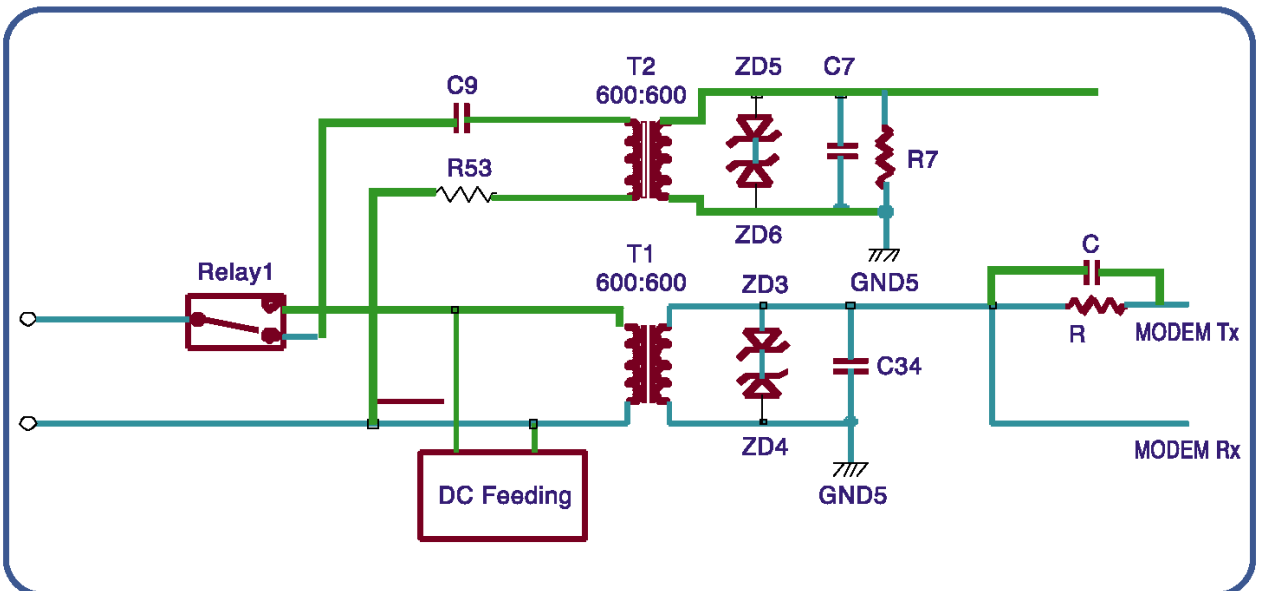 T2
600:600
ZD5
C7
C9
R53
R7
ZD6
GND5
T1
600:600
ZD3
C
Relay1
R
MODEM Tx
C34
ZD4
MODEM Rx
DC Feeding
GND5